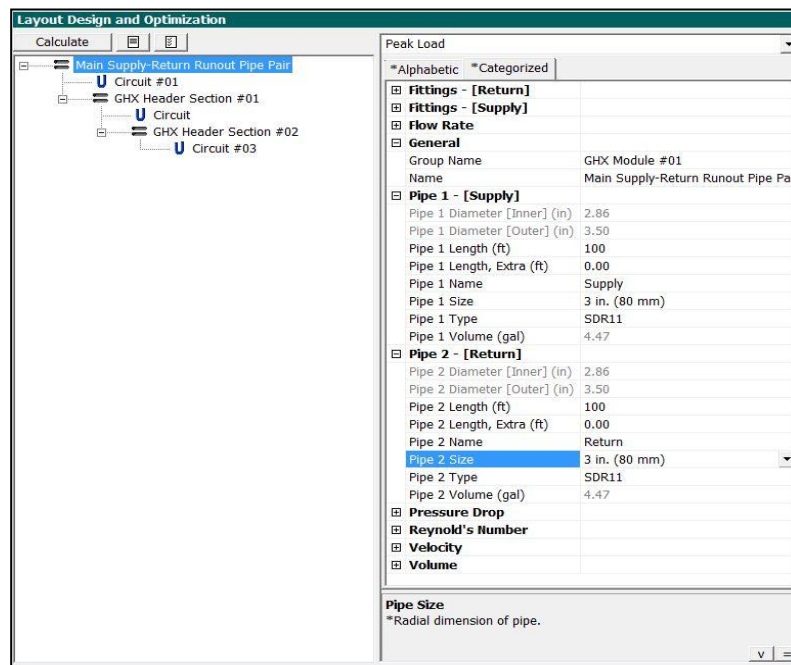 Layout Design and Optimization
Calculate
Main Supply-Return Runout Pipe Pair
Circuit #01
GHX Header Section #01
Circuit
GHX Header Section #02
Circuit #03
Peak Load
*Alphabetic *Categorized
Fittings - [Return]
Fittings - [Supply]
Flow Rate
General
Group Name GHX Module #01
Name Main Supply-Return Runout Pipe Pa
Pipe 1 - [Supply]
Pipe 1 Diameter [Inner] (in) 2.86
Pipe 1 Diameter [Outer] (in) 3.50
Pipe 1 Length (ft) 100
Pipe 1 Length, Extra (ft) 0.00
Pipe 1 Name Supply
Pipe 1 Size 3 in. (80 mm)
Pipe 1 Type SDR11
Pipe 1 Volume (gal) 4.47
Pipe 2 - [Return]
Pipe 2 Diameter [Inner] (in) 2.86
Pipe 2 Diameter [Outer] (in) 3.50
Pipe 2 Length (ft) 100
Pipe 2 Length, Extra (ft) 0.00
Pipe 2 Name Return
Pipe 2 Size 3 in. (80 mm)
Pipe 2 Type SDR11
Pipe 2 Volume (gal) 4.47
Pressure Drop
Reynold's Number
Velocity
Volume
Pipe Size
*Radial dimension of pipe.
v =